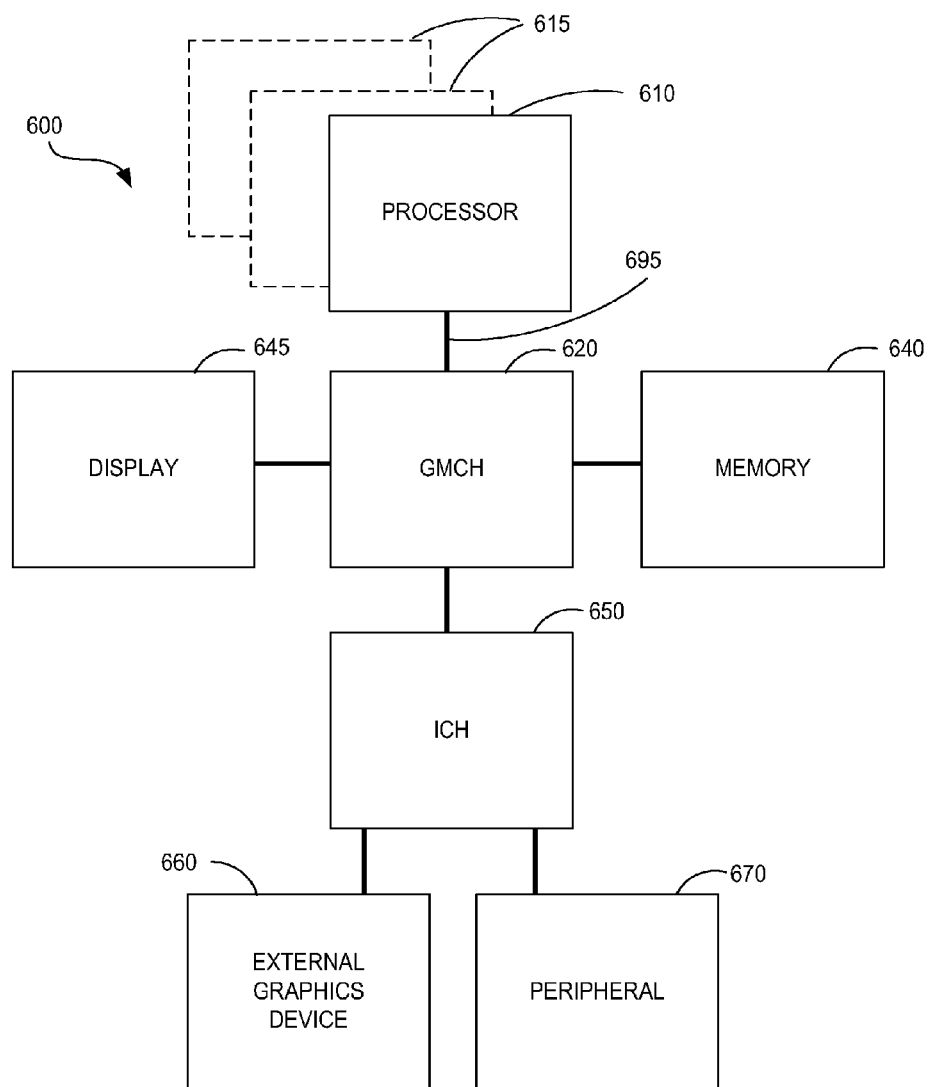 615
610
600
PROCESSOR
695
645
620
640
DISPLAY
GMCH
MEMORY
650
ICH
660
670
EXTERNAL
GRAPHICS
DEVICE
PERIPHERAL